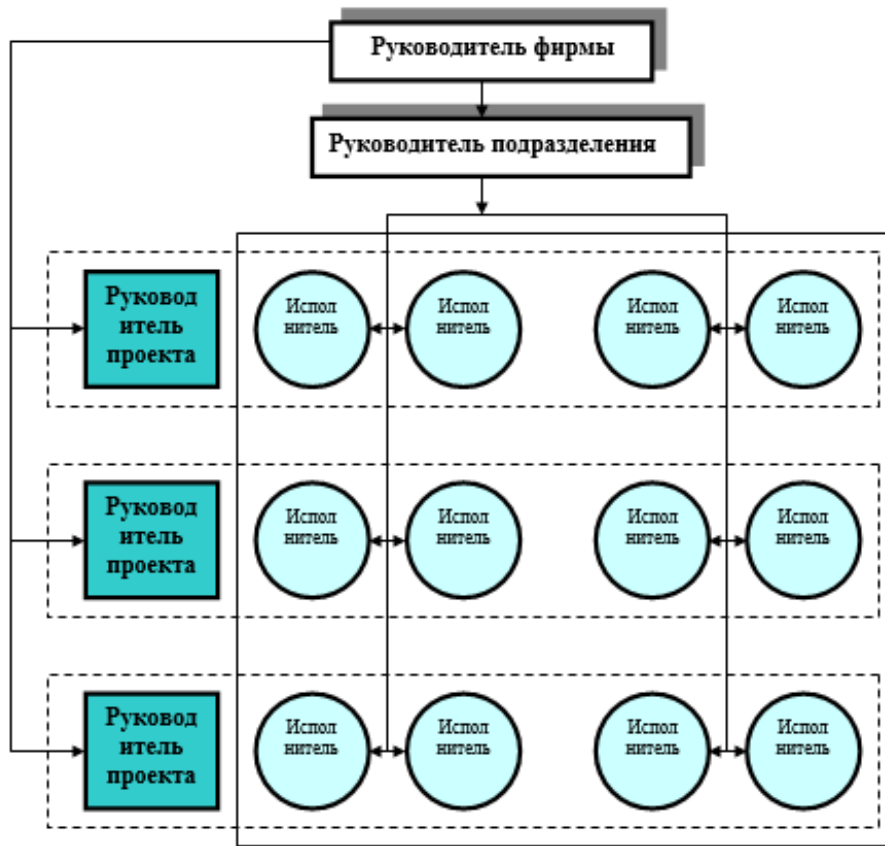 Руководитель фирмы
Руководитель подразделения
Руковод
итель
проекта
Испол
нитель
Испол
нитель
Испол
нитель
Испол
нитель
Руковод
итель
проекта
Испол
нитель
Испол
нитель
Испол
нитель
Испол
нитель
Руковод
итель
проекта
Испол
нитель
Испол
нитель
Испол
нитель
Испол
нитель